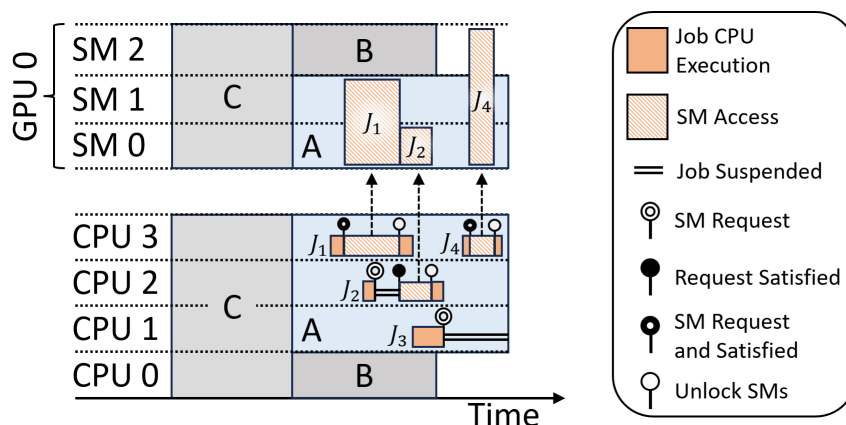 GPU 0
SM 2
SM 1
SM 0
C
B
A
J1
J2
J4
CPU 3
CPU 2
CPU 1
CPU 0
C
A
B
J1
J4
J2
J3
Time
Job CPU
Execution
SM Access
Job Suspended
SM Request
Request Satisfied
SM Request
and Satisfied
Unlock SMs